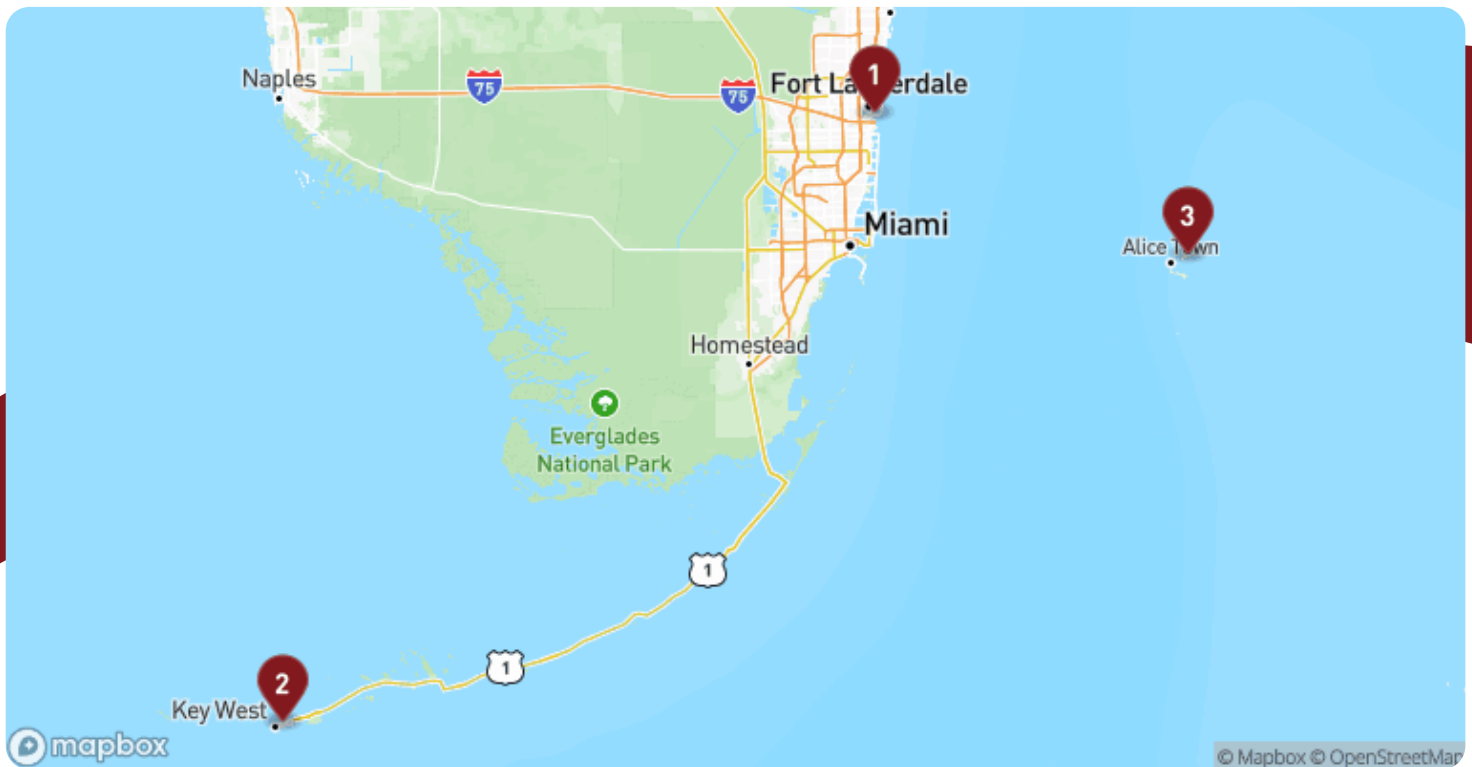 Naples
75
75
1
Fort Lauderdale
3
Alice Town
Miami
Homestead
Everglades
National Park
1
1
2
Key West
mapbox
© Mapbox © OpenStreetMap